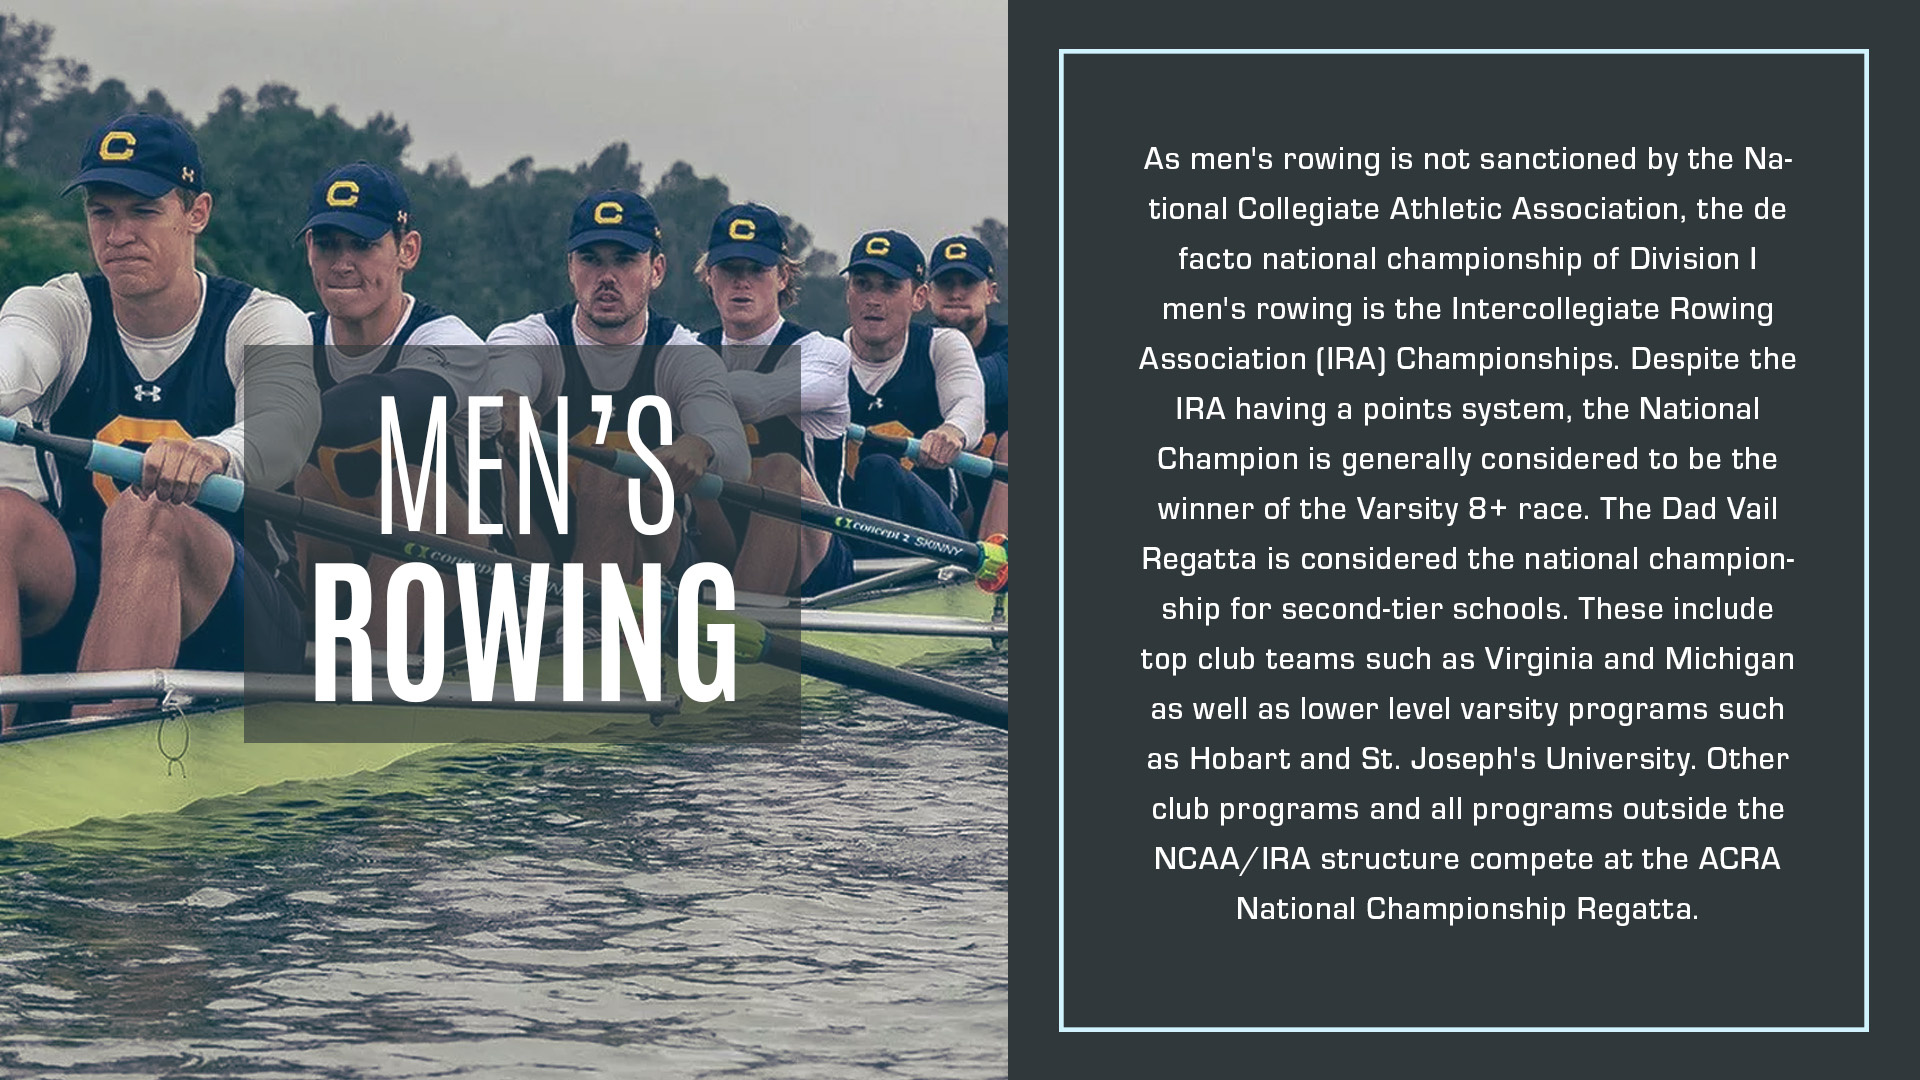 C
C
C
C
C
C
MEN’S
ROWING
concept 2 SKINNY
concept
As men's rowing is not sanctioned by the Na-
tional Collegiate Athletic Association, the de
facto national championship of Division I
men's rowing is the Intercollegiate Rowing
Association (IRA) Championships. Despite the
IRA having a points system, the National
Champion is generally considered to be the
winner of the Varsity 8+ race. The Dad Vail
Regatta is considered the national champion-
ship for second-tier schools. These include
top club teams such as Virginia and Michigan
as well as lower level varsity programs such
as Hobart and St. Joseph's University. Other
club programs and all programs outside the
NCAA/IRA structure compete at the ACRA
National Championship Regatta.